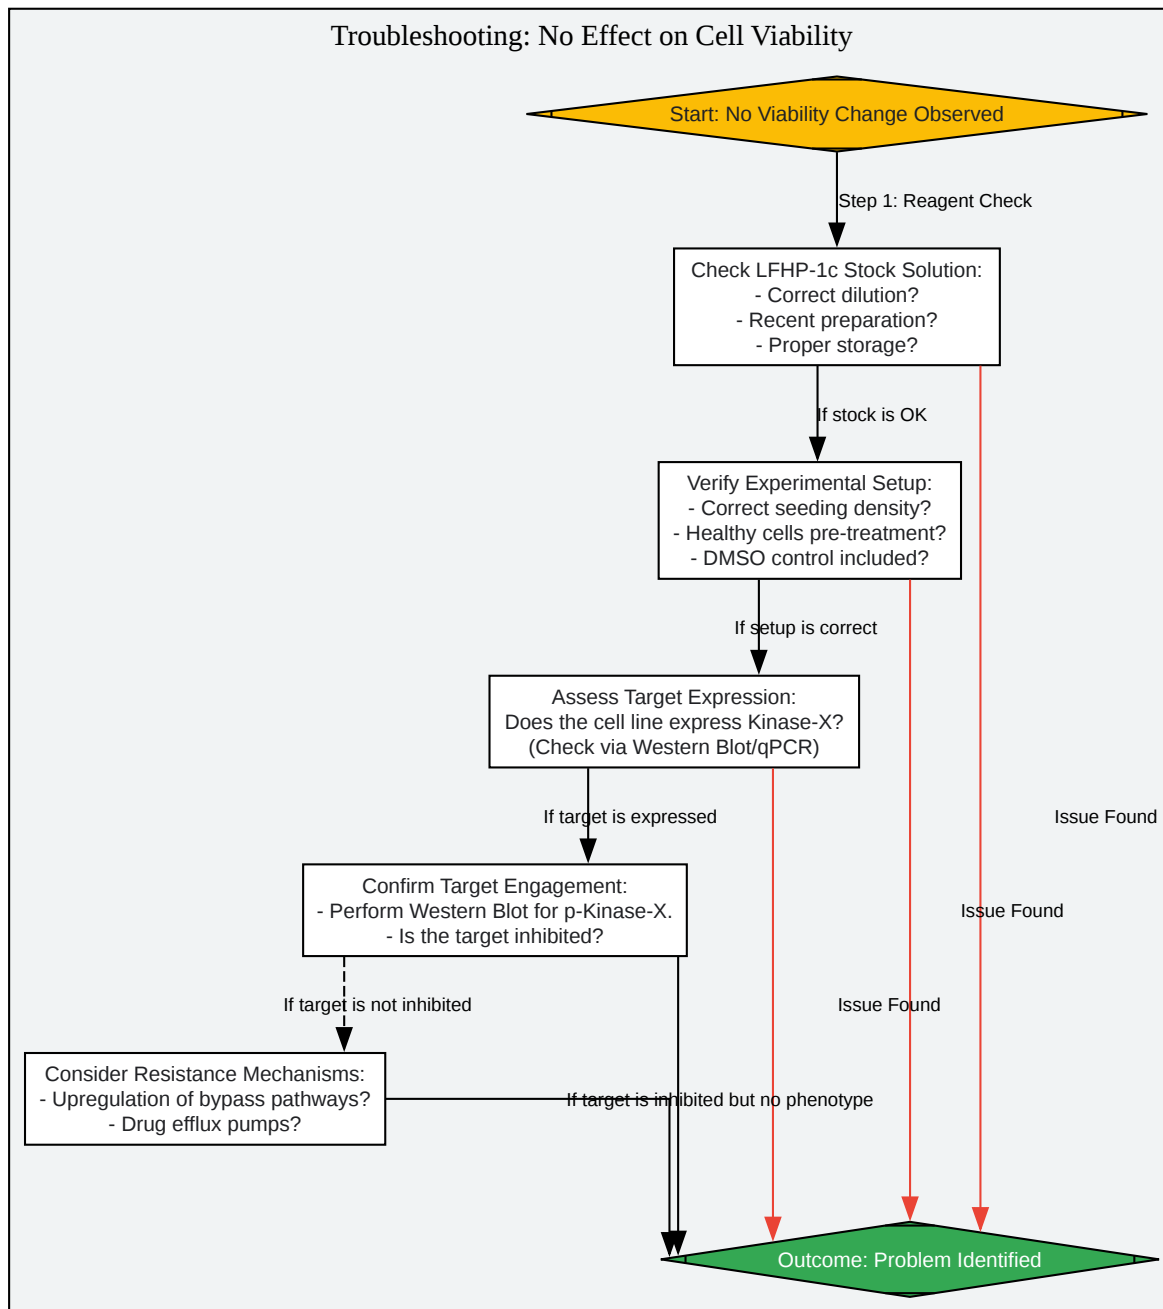 Troubleshooting: No Effect on Cell Viability
Start: No Viability Change Observed
Step 1: Reagent Check
Check LFHP-1c Stock Solution:
- Correct dilution?
- Recent preparation?
- Proper storage?
If stock is OK
Verify Experimental Setup:
- Correct seeding density?
- Healthy cells pre-treatment?
- DMSO control included?
If setup is correct
Assess Target Expression:
Does the cell line express Kinase-X?
(Check via Western Blot/qPCR)
If target is expressed
Issue Found
Confirm Target Engagement:
- Perform Western Blot for p-Kinase-X.
- Is the target inhibited?
Issue Found
If target is not inhibited
Issue Found
Consider Resistance Mechanisms:
- Upregulation of bypass pathways?
- Drug efflux pumps?
If target is inhibited but no phenotype
Outcome: Problem Identified